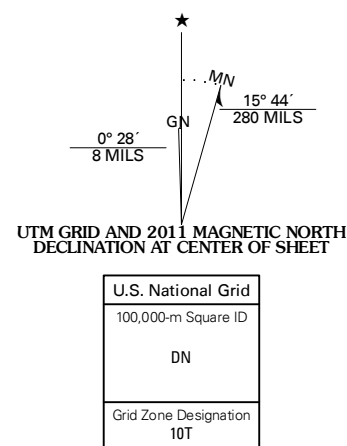 MN
GN
15° 44´
280 MILS
0° 28´
8 MILS
UTM GRID AND 2011 MAGNETIC NORTH
DECLINATION AT CENTER OF SHEET
U.S. National Grid
100,000-m Square ID
DN
Grid Zone Designation
10T